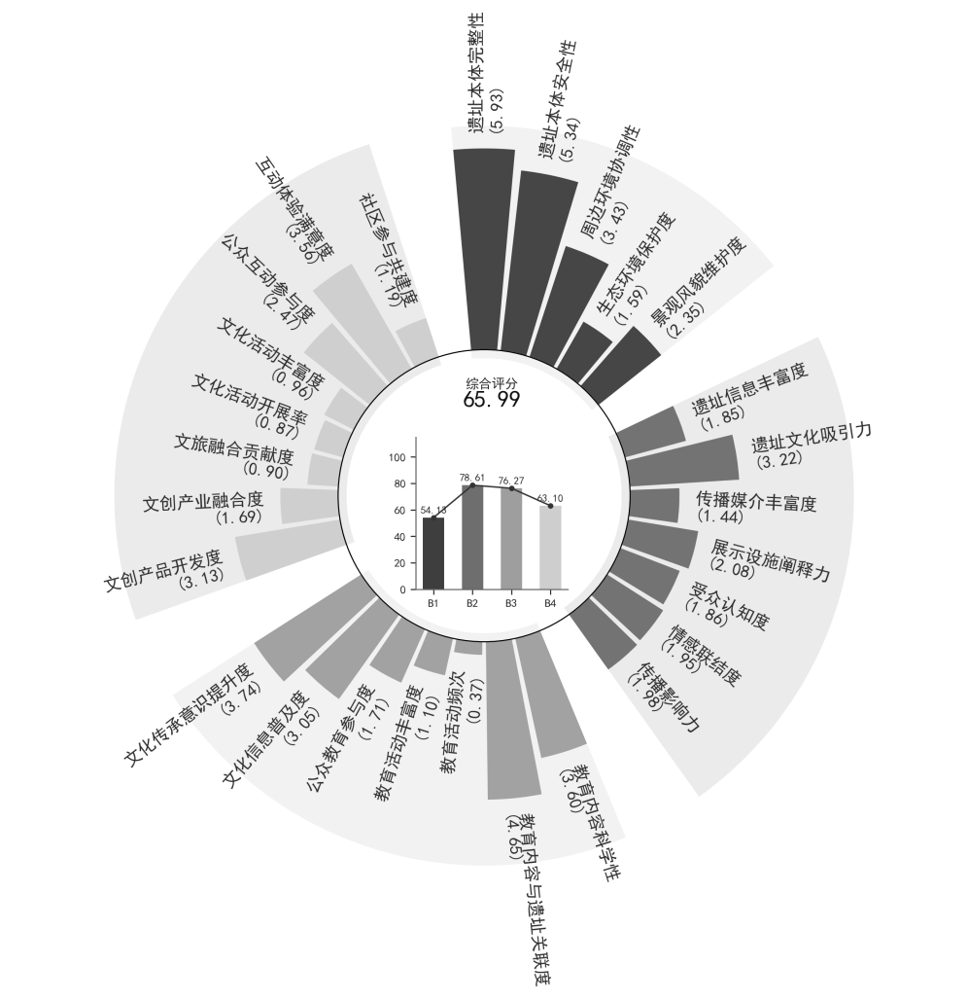 遗址本体完整性
(5.93)
遗址本体安全性
(5.34)
周边环境协调性
(3.43)
生态环境保护度
(1.59)
景观风貌维护度
(2.35)
遗址信息丰富度
(1.85)
遗址文化吸引力
(3.22)
传播媒介丰富度
(1.44)
展示设施阐释力
(2.08)
受众认知度
(1.86)
情感联结度
(1.95)
传播影响力
(1.98)
教育内容科学性
(3.60)
教育内容与遗址关联度
(4.65)
教育活动频次
(0.37)
教育活动丰富度
(1.10)
公众教育参与度
(1.71)
文化信息普及度
(3.05)
文化传承意识提升度
(3.74)
文创产品开发度
(3.13)
文创产业融合度
(1.69)
文旅融合贡献度
(0.90)
文化活动开展率
(0.87)
文化活动丰富度
(0.96)
公众互动参与度
(2.47)
互动体验满意度
(3.56)
社区参与共建度
(1.19)
综合评分
65.99
100
80
60
40
20
0
54.13
78.61
76.27
63.10
B1 B2 B3 B4